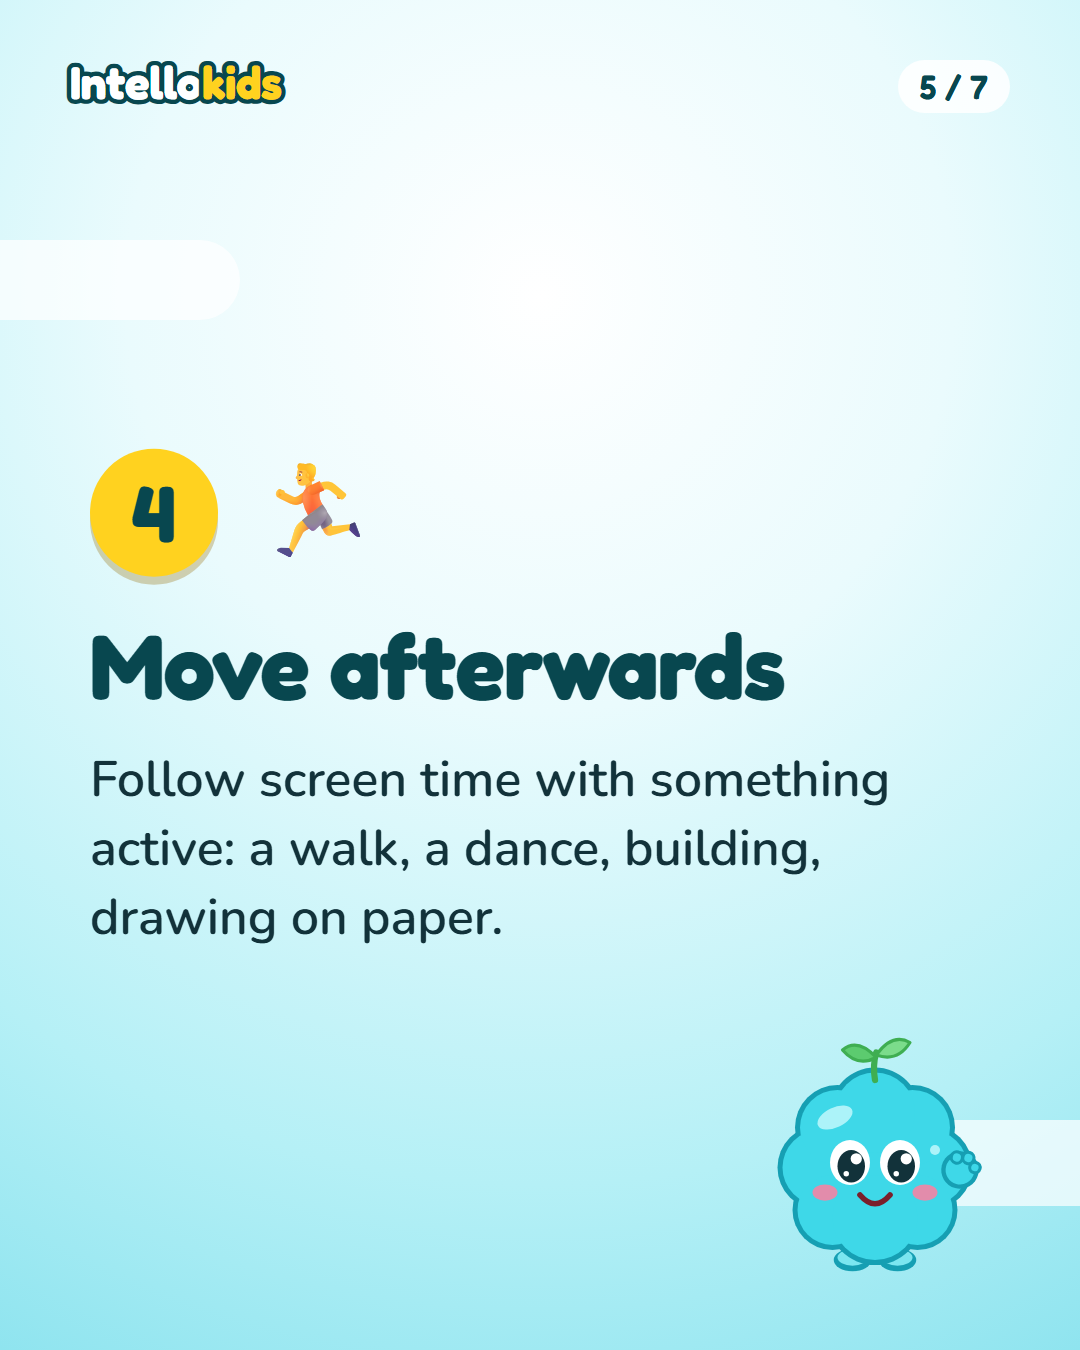 Intellokids
5 / 7
4
Move afterwards
Follow screen time with something
active: a walk, a dance, building,
drawing on paper.